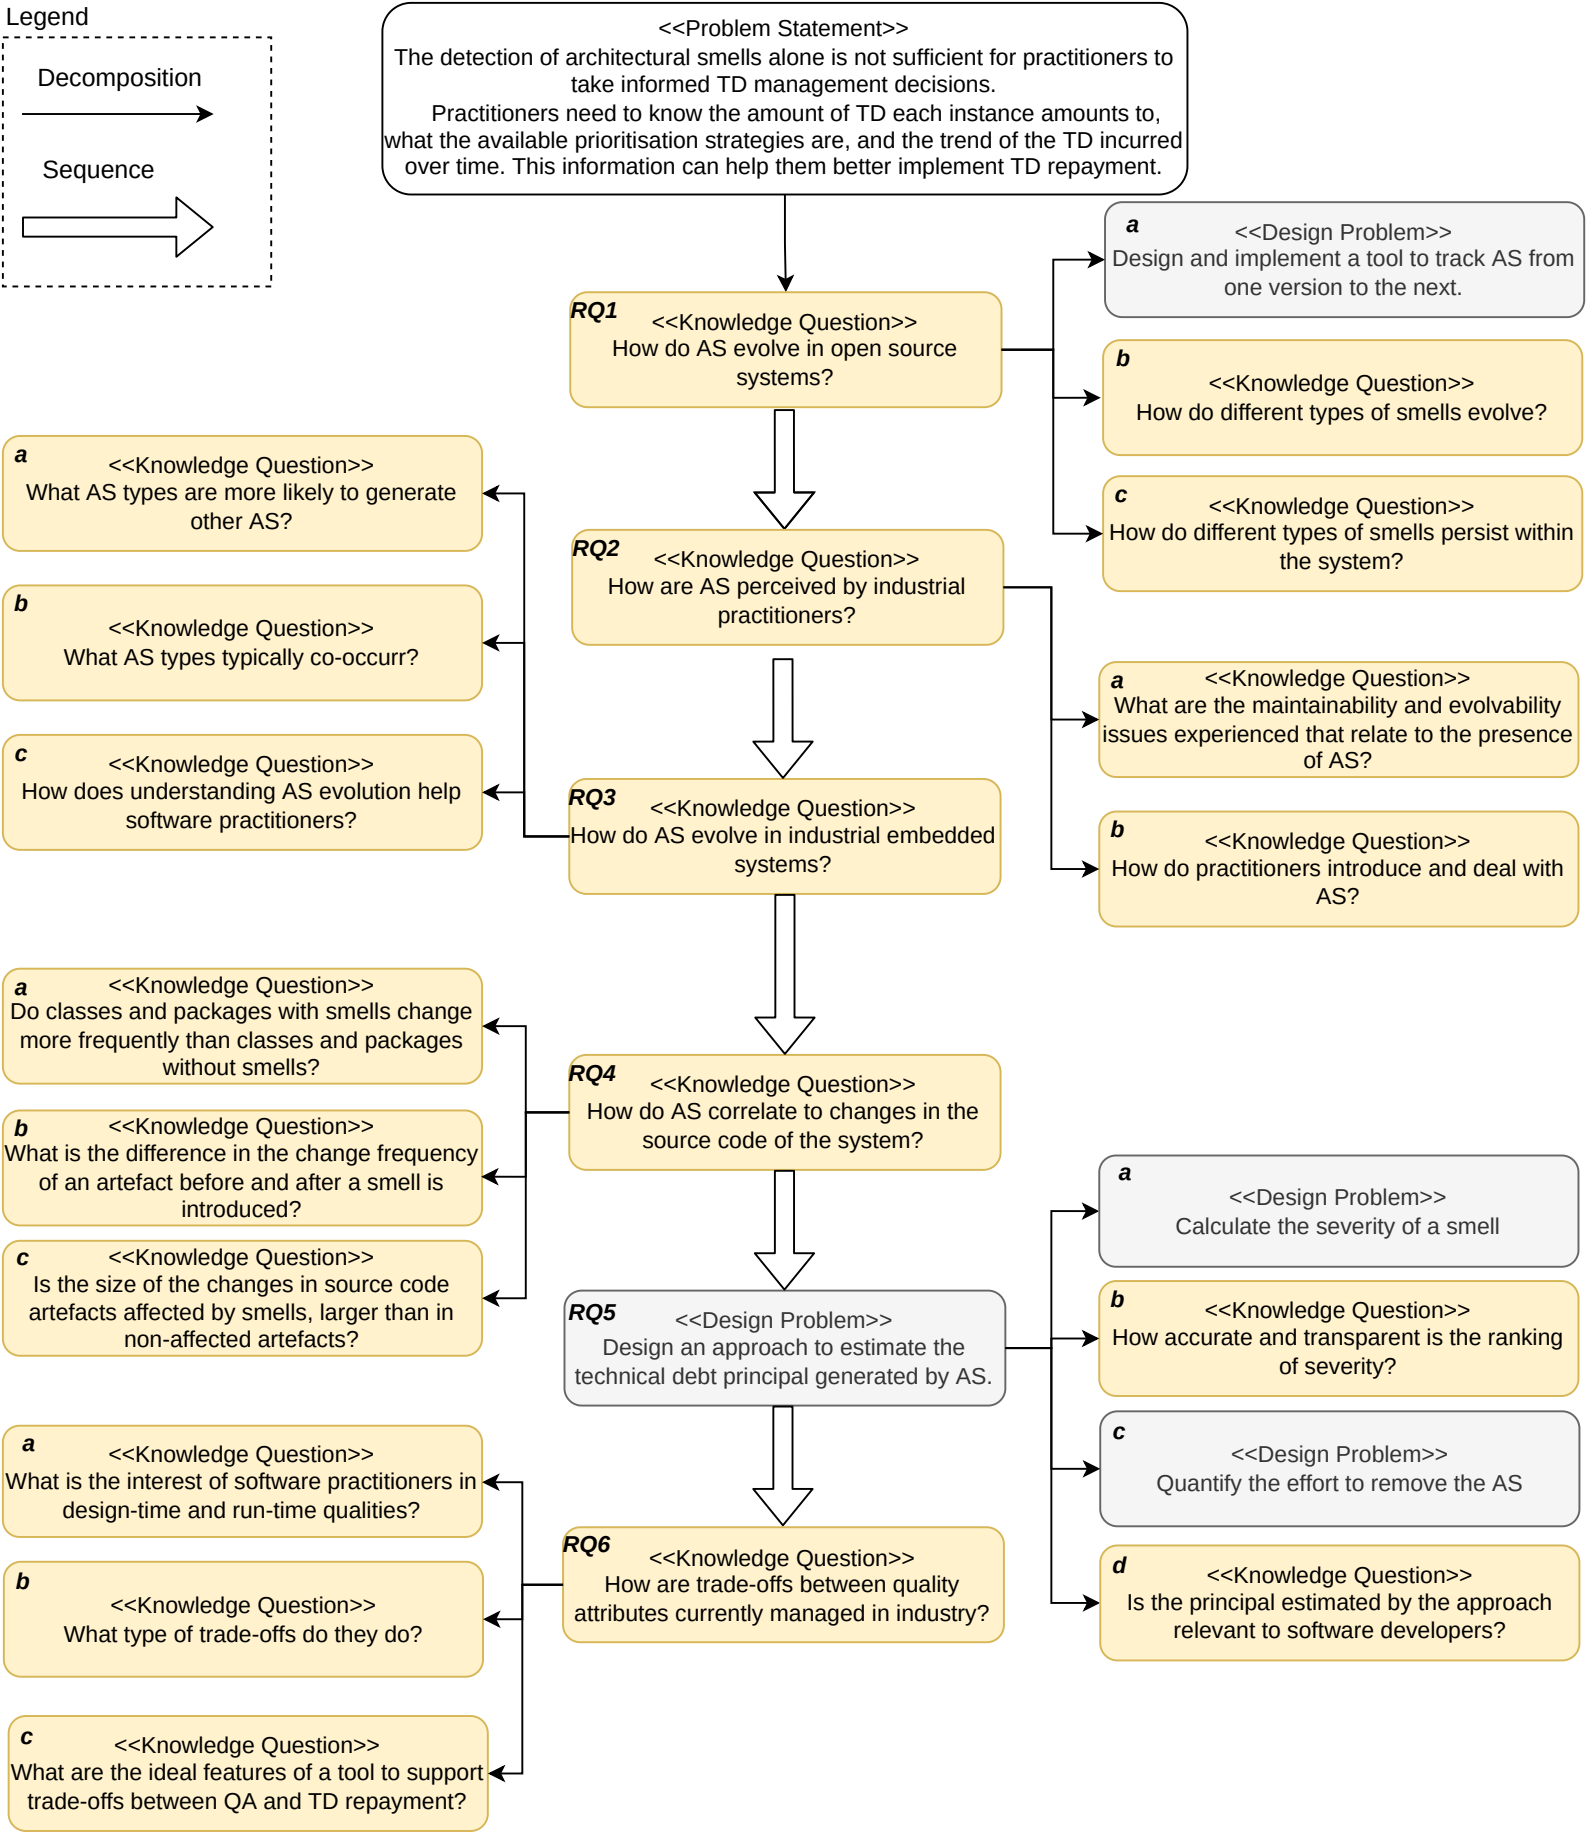 Legend
Decomposition
Sequence
<<Problem Statement>>
The detection of architectural smells alone is not sufficient for practitioners to
take informed TD management decisions.
Practitioners need to know the amount of TD each instance amounts to,
what the available prioritisation strategies are, and the trend of the TD incurred
over time. This information can help them better implement TD repayment.
RQ1
<<Knowledge Question>>
How do AS evolve in open source
systems?
a
<<Design Problem>>
Design and implement a tool to track AS from
one version to the next.
b
<<Knowledge Question>>
How do different types of smells evolve?
c
<<Knowledge Question>>
How do different types of smells persist within
the system?
RQ2
<<Knowledge Question>>
How are AS perceived by industrial
practitioners?
a
<<Knowledge Question>>
What are the maintainability and evolvability
issues experienced that relate to the presence
of AS?
b
<<Knowledge Question>>
How do practitioners introduce and deal with
AS?
RQ3
<<Knowledge Question>>
How do AS evolve in industrial embedded
systems?
a
<<Knowledge Question>>
What AS types are more likely to generate
other AS?
b
<<Knowledge Question>>
What AS types typically co-occurr?
c
<<Knowledge Question>>
How does understanding AS evolution help
software practitioners?
RQ4
<<Knowledge Question>>
How do AS correlate to changes in the
source code of the system?
a
<<Knowledge Question>>
Do classes and packages with smells change
more frequently than classes and packages
without smells?
b
<<Knowledge Question>>
What is the difference in the change frequency
of an artefact before and after a smell is
introduced?
c
<<Knowledge Question>>
Is the size of the changes in source code
artefacts affected by smells, larger than in
non-affected artefacts?
RQ5
<<Design Problem>>
Design an approach to estimate the
technical debt principal generated by AS.
a
<<Design Problem>>
Calculate the severity of a smell
b
<<Knowledge Question>>
How accurate and transparent is the ranking
of severity?
c
<<Design Problem>>
Quantify the effort to remove the AS
d
<<Knowledge Question>>
Is the principal estimated by the approach
relevant to software developers?
RQ6
<<Knowledge Question>>
How are trade-offs between quality
attributes currently managed in industry?
a
<<Knowledge Question>>
What is the interest of software practitioners in
design-time and run-time qualities?
b
<<Knowledge Question>>
What type of trade-offs do they do?
c
<<Knowledge Question>>
What are the ideal features of a tool to support
trade-offs between QA and TD repayment?